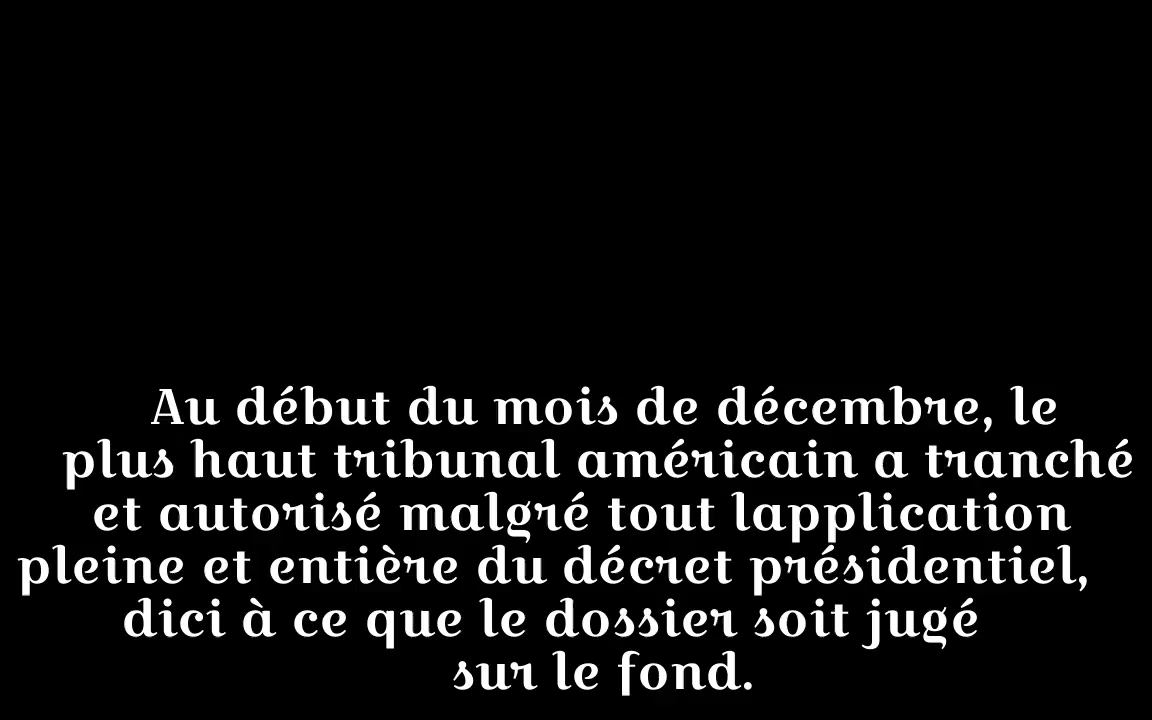 Au début du mois de décembre, le
plus haut tribunal américain a tranché
et autorisé malgré tout lapplication
pleine et entière du décret présidentiel,
dici à ce que le dossier soit jugé
sur le fond.